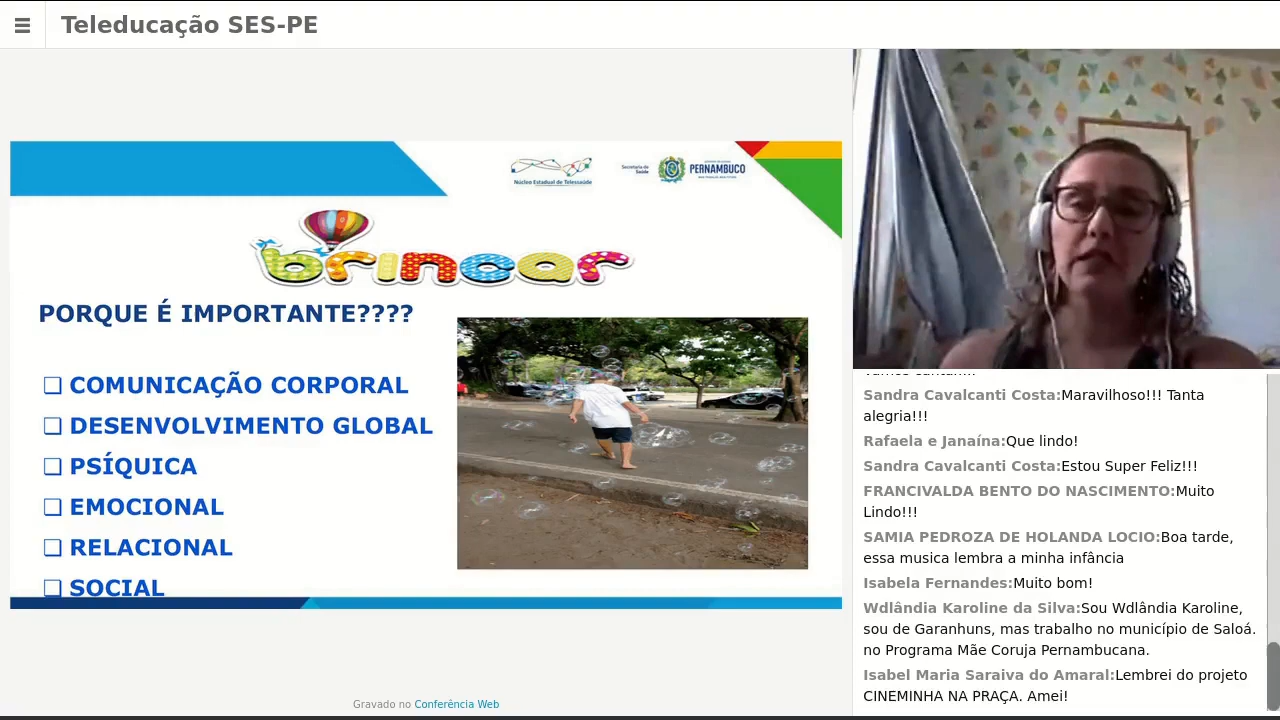 Teleducação SES-PE
Núcleo Estadual de Telessaúde
Secretaria de
Saúde
PERNAMBUCO
brincar
PORQUE É IMPORTANTE????
❑ COMUNICAÇÃO CORPORAL
❑ DESENVOLVIMENTO GLOBAL
❑ PSÍQUICA
❑ EMOCIONAL
❑ RELACIONAL
❑ SOCIAL
Gravado no Conferência Web
Sandra Cavalcanti Costa:Maravilhoso!!! Tanta
alegria!!!
Rafaela e Janaína:Que lindo!
Sandra Cavalcanti Costa:Estou Super Feliz!!!
FRANCIVALDA BENTO DO NASCIMENTO:Muito
Lindo!!!
SAMIA PEDROZA DE HOLANDA LOCIO:Boa tarde,
essa musica lembra a minha infância
Isabela Fernandes:Muito bom!
Wdlândia Karoline da Silva:Sou Wdlândia Karoline,
sou de Garanhuns, mas trabalho no município de Saloá.
no Programa Mãe Coruja Pernambucana.
Isabel Maria Saraiva do Amaral:Lembrei do projeto
CINEMINHA NA PRAÇA. Amei!